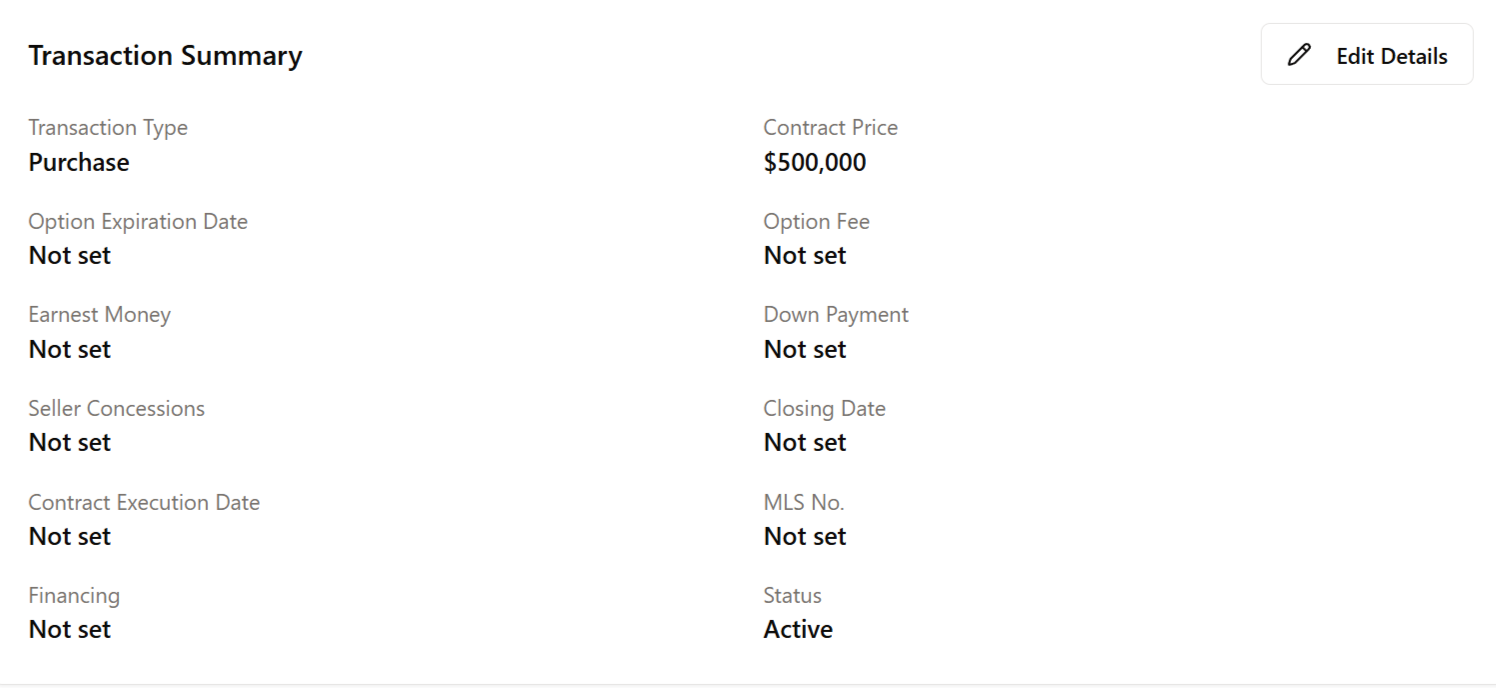 Transaction Summary
Edit Details
Transaction Type
Contract Price
Purchase
$500,000
Option Expiration Date
Option Fee
Not set
Not set
Earnest Money
Down Payment
Not set
Not set
Seller Concessions
Closing Date
Not set
Not set
Contract Execution Date
MLS No.
Not set
Not set
Financing
Status
Not set
Active